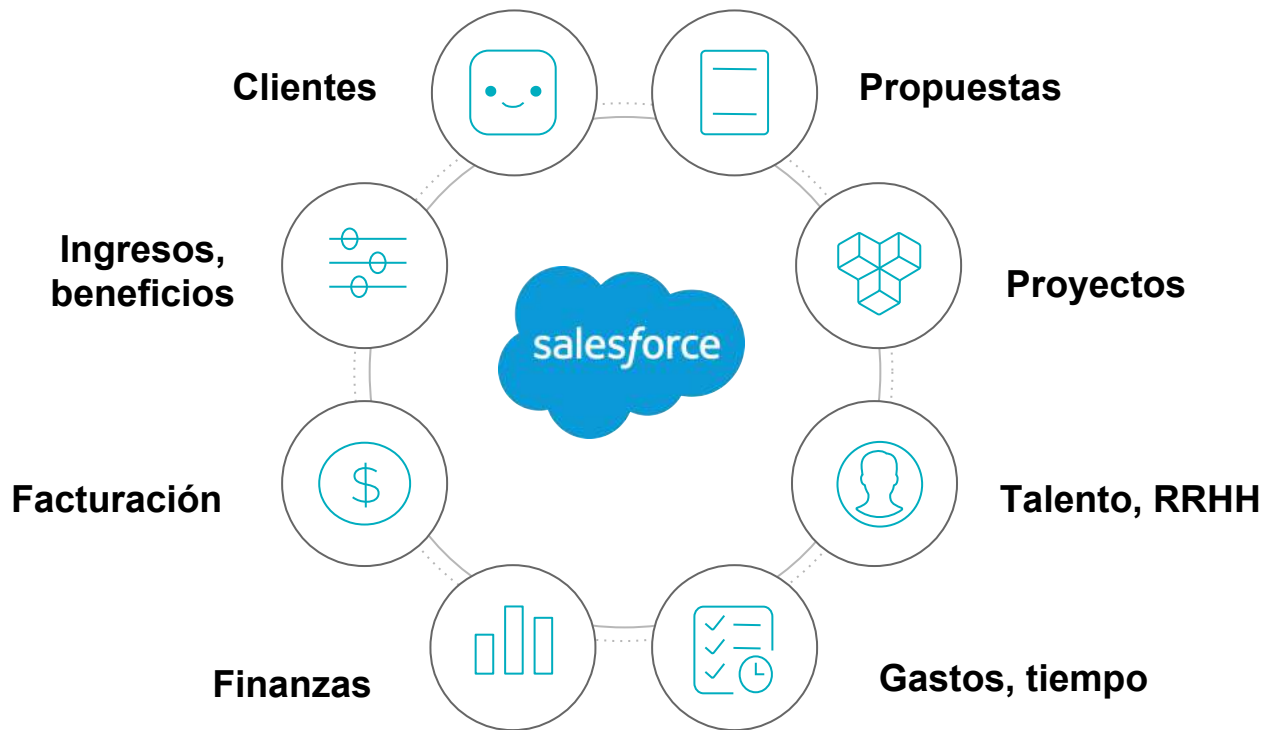 Clientes
Propuestas
Ingresos,
beneficios
Proyectos
salesforce
Facturación
$
Talento, RRHH
Finanzas
Gastos, tiempo